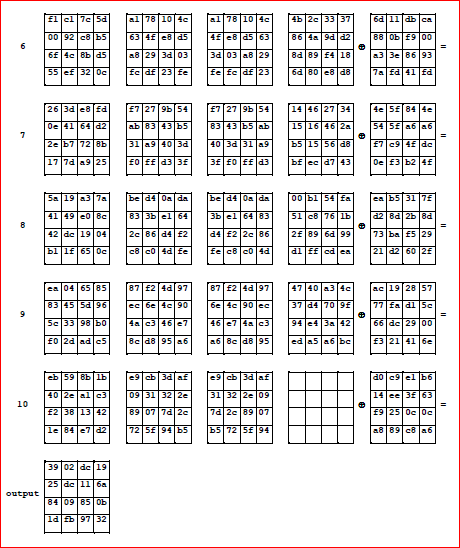 f1 c1 7c 5d a1 78 10 4c a1 78 10 4c 4b 2c 33 37 6d 11 db ca
00 92 c8 b5 63 4f e8 d5 4f e8 d5 63 86 4a 9d d2 88 0b f9 00
6 6f 4c 8b d5 a8 29 3d 03 3d 03 a8 29 8d 89 f4 18 ⊕ a3 3e 86 93 =
55 ef 32 0c fc df 23 fe fe fc df 23 6d 80 e8 d8 7a fd 41 fd
26 3d e8 fd f7 27 9b 54 f7 27 9b 54 14 46 27 34 4e 5f 84 4e
0e 41 64 d2 ab 83 43 b5 83 43 b5 ab 15 16 46 2a 54 5f a6 a6
7 2e b7 72 8b 31 a9 40 3d 40 3d 31 a9 b5 15 56 d8 ⊕ f7 c9 4f dc =
17 7d a9 25 f0 ff d3 3f 3f f0 ff d3 bf ec d7 43 0e f3 b2 4f
5a 19 a3 7a be d4 0a da be d4 0a da 00 b1 54 fa ea b5 31 7f
41 49 e0 8c 83 3b e1 64 3b e1 64 83 51 c8 76 1b d2 8d 2b 8d
8 42 dc 19 04 2c 86 d4 f2 d4 f2 2c 86 2f 89 6d 99 ⊕ 73 ba f5 29 =
b1 1f 65 0c c8 c0 4d fe fe c8 c0 4d d1 ff cd ea 21 d2 60 2f
ea 04 65 85 87 f2 4d 97 87 f2 4d 97 47 40 a3 4c ac 19 28 57
83 45 5d 96 ec 6e 4c 90 6e 4c 90 ec 37 d4 70 9f 77 fa d1 5c
9 5c 33 98 b0 4a c3 46 e7 46 e7 4a c3 94 e4 3a 42 ⊕ 66 dc 29 00 =
f0 2d ad c5 8c d8 95 a6 a6 8c d8 95 ed a5 a6 bc f3 21 41 6e
eb 59 8b 1b e9 cb 3d af e9 cb 3d af d0 c9 e1 b6
40 2e a1 c3 09 31 32 2e 31 32 2e 09 14 ee 3f 63
10 f2 38 13 42 89 07 7d 2c 7d 2c 89 07 ⊕ f9 25 0c 0c =
1e 84 e7 d2 72 5f 94 b5 b5 72 5f 94 a8 89 c8 a6
39 02 dc 19
25 dc 11 6a
output 84 09 85 0b
1d fb 97 32